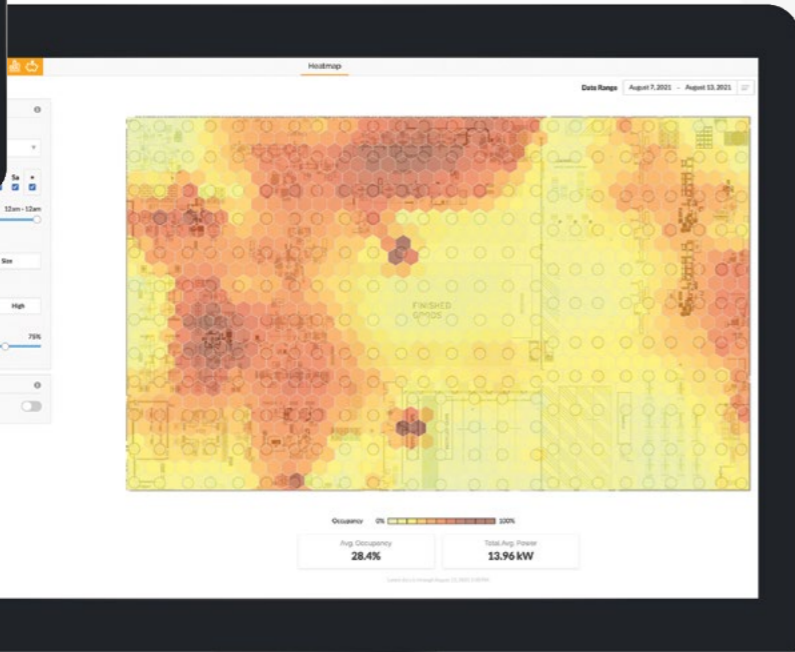 Heatmap
Date Range August 7, 2021 – August 13, 2021
Sa +
12am - 12am
Size
High
75%
FINISHED
GOODS
Occupancy 0% 100%
Avg. Occupancy
28.4%
Total Avg. Power
13.96 kW